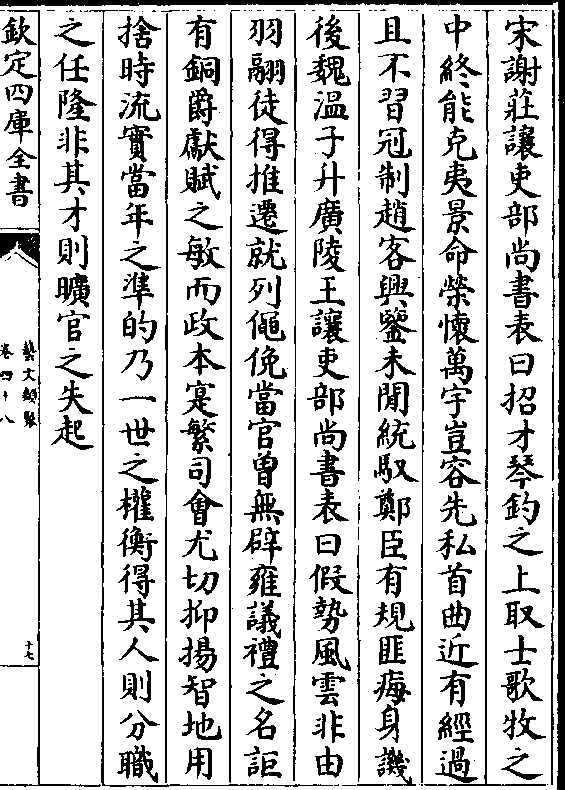 宋謝莊讓吏部尚書表曰招才琴釣之上取士歌牧之
中終能克夷景命榮懷萬宇豈容先私首曲近有經過
且不習冠制趙客興鑒未閒統馭鄭臣有規匪瘉身譏
後魏溫子升廣陵王讓吏部尚書表曰假勢風雲非由
羽翮徒得推遷就列僶俛當官曾無辟雍議禮之名詎
有銅爵獻賦之敏而政本寔繁司會尤切抑揚智地用
捨時流實當年之準的乃一世之權衡得其人則分職
之任隆非其才則曠官之失起
欽定四庫全書
藝文類聚
卷四十八
十七